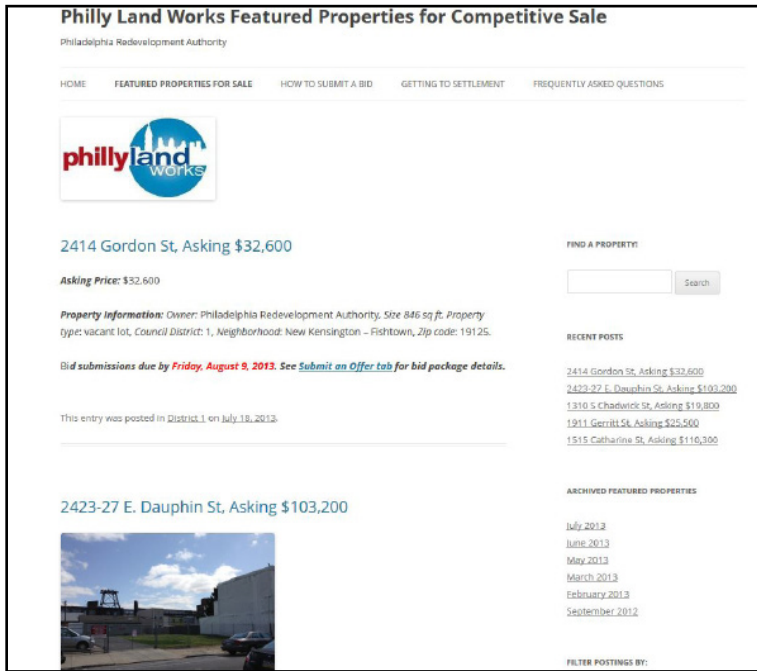 Philly Land Works Featured Properties for Competitive Sale
Philadelphia Redevelopment Authority
HOME FEATURED PROPERTIES FOR SALE HOW TO SUBMIT A BID GETTING TO SETTLEMENT FREQUENTLY ASKED QUESTIONS
phillyland
works
2414 Gordon St, Asking $32,600
Asking Price: $32,600
Property Information: Owner: Philadelphia Redevelopment Authority, Size 846 sq ft. Property
type: vacant lot, Council District: 1, Neighborhood: New Kensington – Fishtown, Zip code: 19125.
Bid submissions due by Friday, August 9, 2013. See Submit an Offer tab for bid package details.
This entry was posted in District 1 on July 18, 2013.
2423-27 E. Dauphin St, Asking $103,200
FIND A PROPERTY!
Search
RECENT POSTS
2414 Gordon St, Asking $32,600
2423-27 E. Dauphin St, Asking $103,200
1310 S Chadwick St, Asking $19,800
1911 Gerritt St, Asking $25,500
1515 Catharine St, Asking $110,300
ARCHIVED FEATURED PROPERTIES
July 2013
June 2013
May 2013
March 2013
February 2013
September 2012
FILTER POSTINGS BY: